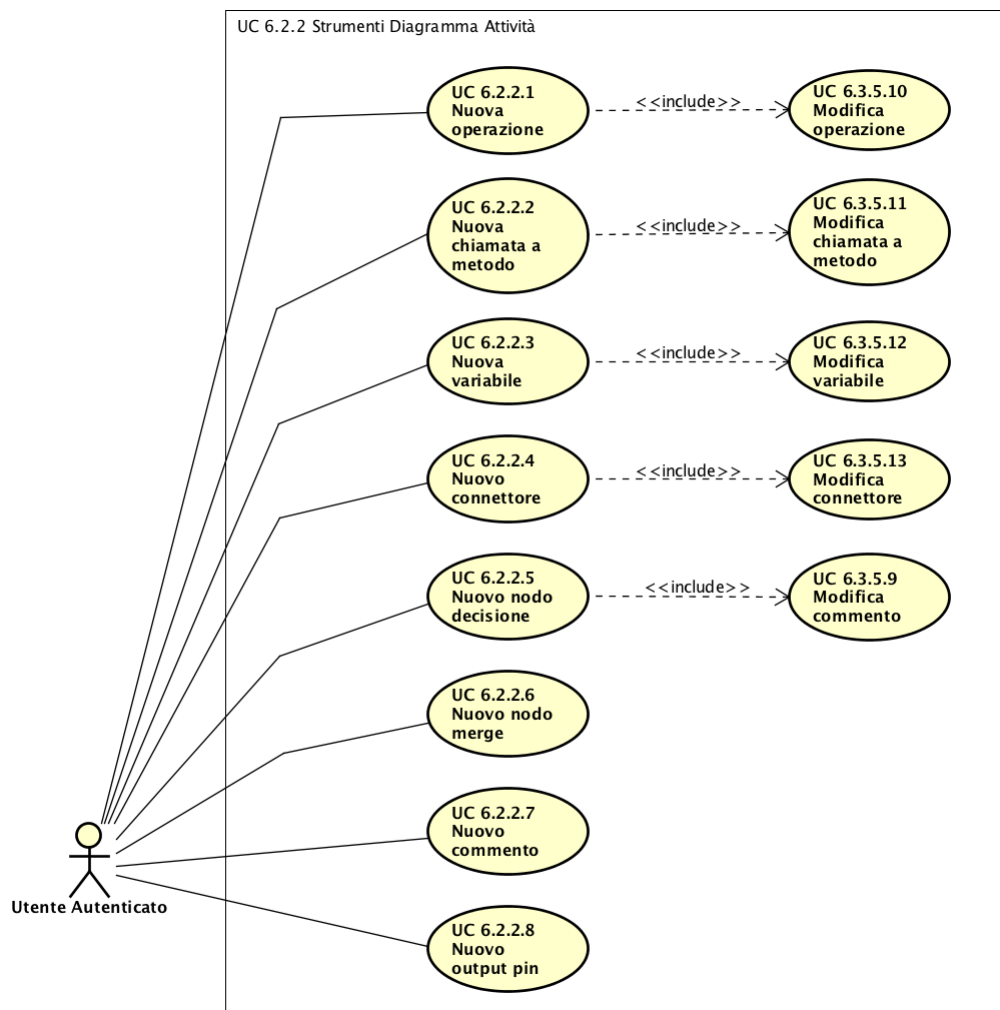 UC 6.2.2 Strumenti Diagramma Attività
UC 6.2.2.1
Nuova
operazione
<<include>>
UC 6.3.5.10
Modifica
operazione
UC 6.2.2.2
Nuova
chiamata a
metodo
<<include>>
UC 6.3.5.11
Modifica
chiamata a
metodo
UC 6.2.2.3
Nuova
variabile
<<include>>
UC 6.3.5.12
Modifica
variabile
UC 6.2.2.4
Nuovo
connettore
<<include>>
UC 6.3.5.13
Modifica
connettore
UC 6.2.2.5
Nuovo nodo
decisione
<<include>>
UC 6.3.5.9
Modifica
commento
UC 6.2.2.6
Nuovo nodo
merge
UC 6.2.2.7
Nuovo
commento
Utente Autenticato
UC 6.2.2.8
Nuovo
output pin